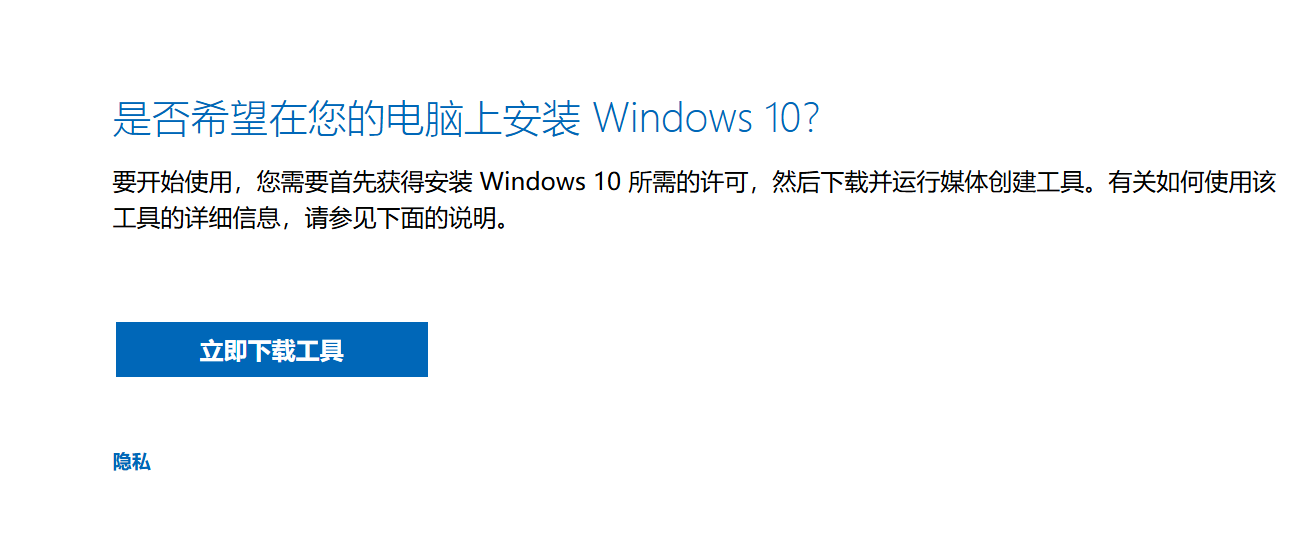 是否希望在您的电脑上安装 Windows 10?
要开始使用，您需要首先获得安装 Windows 10 所需的许可，然后下载并运行媒体创建工具。有关如何使用该
工具的详细信息，请参见下面的说明。
立即下载工具
隐私